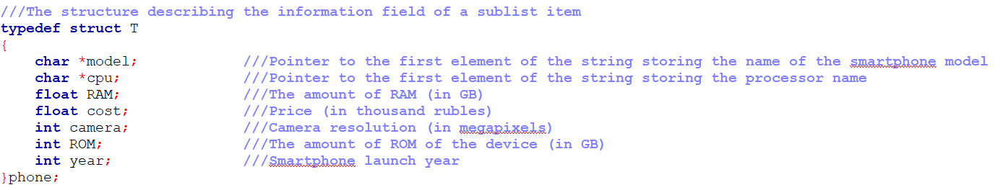 ///The structure describing the information field of a sublist item
typedef struct T
{
    char *model;            ///Pointer to the first element of the string storing the name of the smartphone model
    char *cpu;              ///Pointer to the first element of the string storing the processor name
    float RAM;              ///The amount of RAM (in GB)
    float cost;             ///Price (in thousand rubles)
    int camera;             ///Camera resolution (in megapixels)
    int ROM;                ///The amount of ROM of the device (in GB)
    int year;               ///Smartphone launch year
}phone;